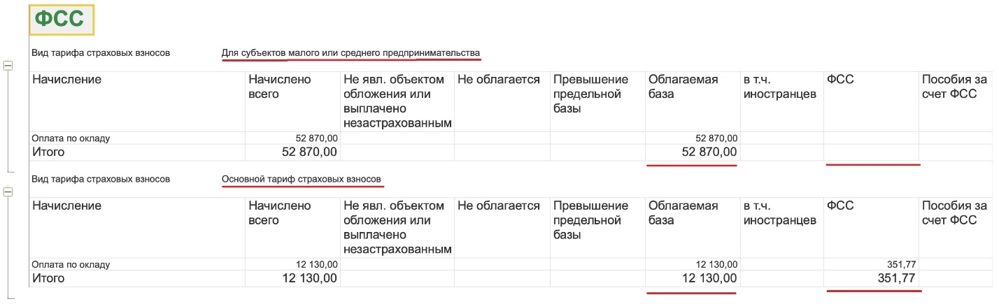 ФСС
Вид тарифа страховых взносов Для субъектов малого или среднего предпринимательства
Начисление Начислено всего Не явл. объектом обложения или выплачено незастрахованным Не облагается Превышение предельной базы Облагаемая база в т.ч. иностранцев ФСС Пособия за счет ФСС
Оплата по окладу 52 870,00 52 870,00
Итого 52 870,00 52 870,00
Вид тарифа страховых взносов Основной тариф страховых взносов
Начисление Начислено всего Не явл. объектом обложения или выплачено незастрахованным Не облагается Превышение предельной базы Облагаемая база в т.ч. иностранцев ФСС Пособия за счет ФСС
Оплата по окладу 12 130,00 12 130,00 351,77
Итого 12 130,00 12 130,00 351,77